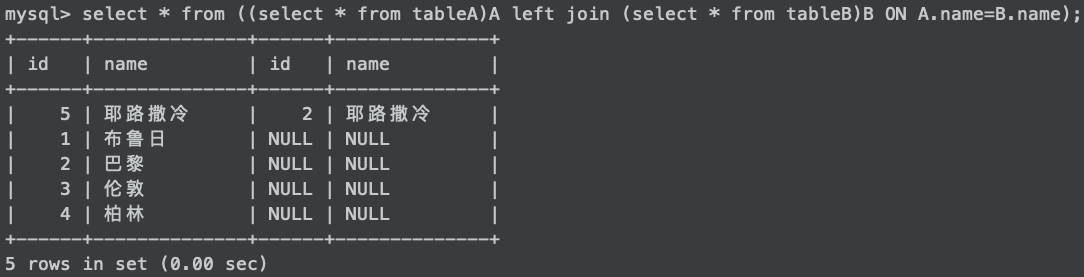 mysql> select * from ((select * from tableA)A left join (select * from tableB)B ON A.name=B.name);
+------+--------------+------+--------------+
| id   | name         | id   | name         |
+------+--------------+------+--------------+
|    5 | 耶路撒冷     |    2 | 耶路撒冷     |
|    1 | 布鲁日       | NULL | NULL         |
|    2 | 巴黎         | NULL | NULL         |
|    3 | 伦敦         | NULL | NULL         |
|    4 | 柏林         | NULL | NULL         |
+------+--------------+------+--------------+
5 rows in set (0.00 sec)